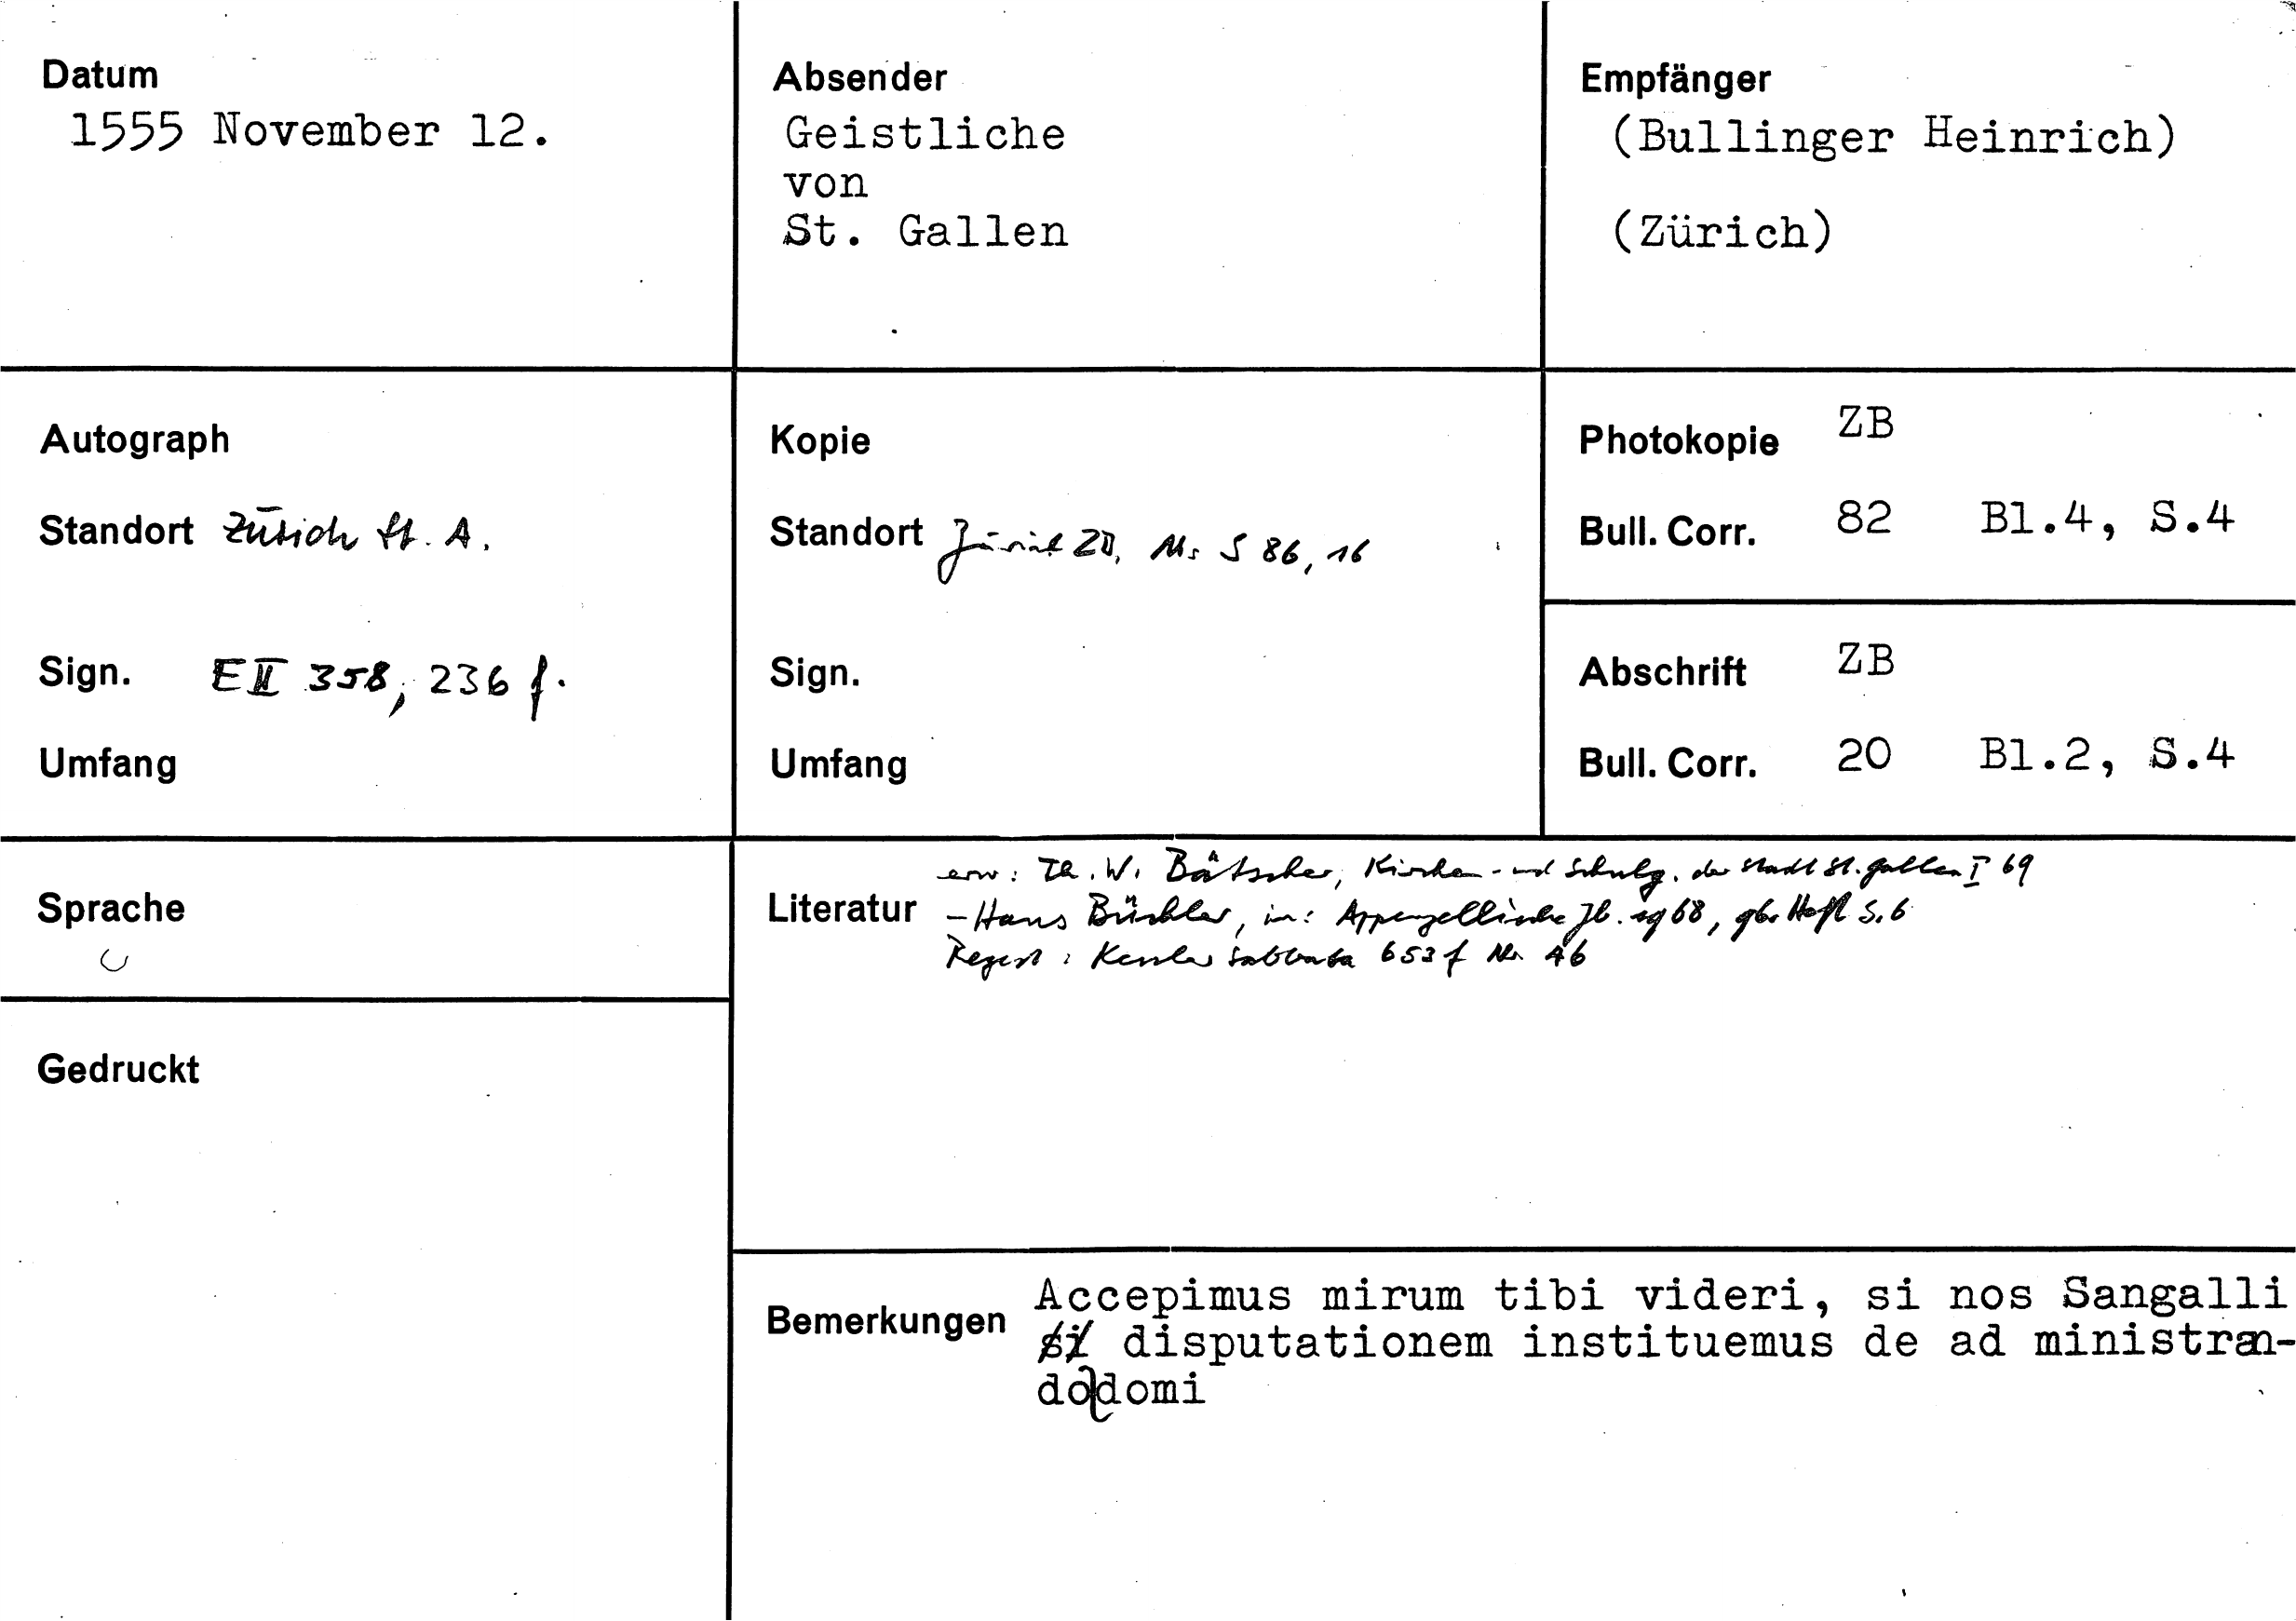 Datum
1555 November 12.
Absender
Geistliche
von
St. Gallen
Empfänger
(Bullinger Heinrich)
(Zürich)
Autograph
Standort Zürich St. A.
Sign. E II 358, 236 f.
Umfang
Kopie
Standort Zürich ZB, Ms S 86, 16
Sign.
Umfang
Photokopie ZB
Bull. Corr. 82 Bl.4, S.4
Abschrift ZB
Bull. Corr. 20 Bl.2, S.4
Sprache
Gedruckt
Literatur
erw: Th. W. Bätscher, Kirchen- und Schulg. der Stadt St. Gallen I 69
- Hans Büchler, in: Appenzellische Jb. 1968, Heft S. 6
Regest: Kessler Sabbata 653 f Nr. 46
Bemerkungen
Accepimus mirum tibi videri, si nos Sangalli
si disputationem instituemus de ad ministran-
do domi